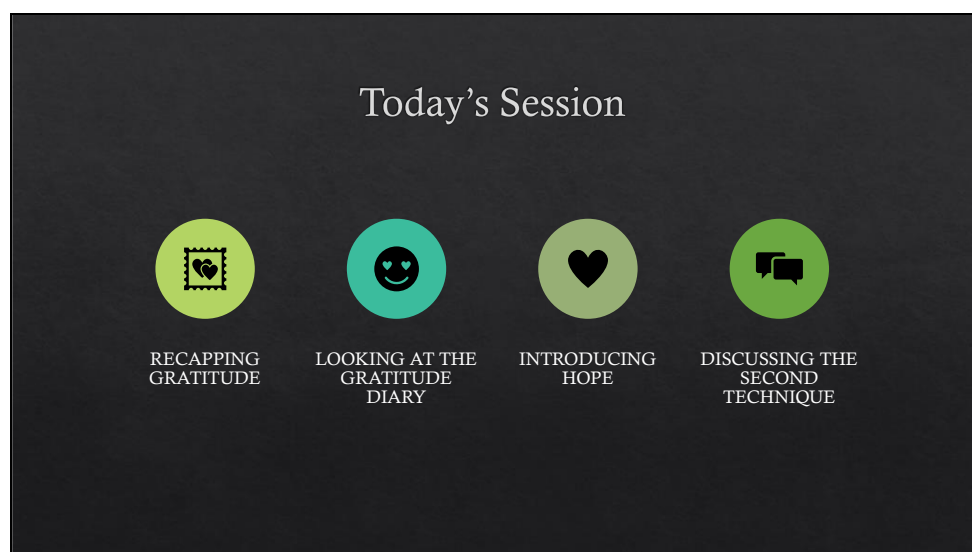 Today’s Session
RECAPPING
GRATITUDE
LOOKING AT THE
GRATITUDE
DIARY
INTRODUCING
HOPE
DISCUSSING THE
SECOND
TECHNIQUE